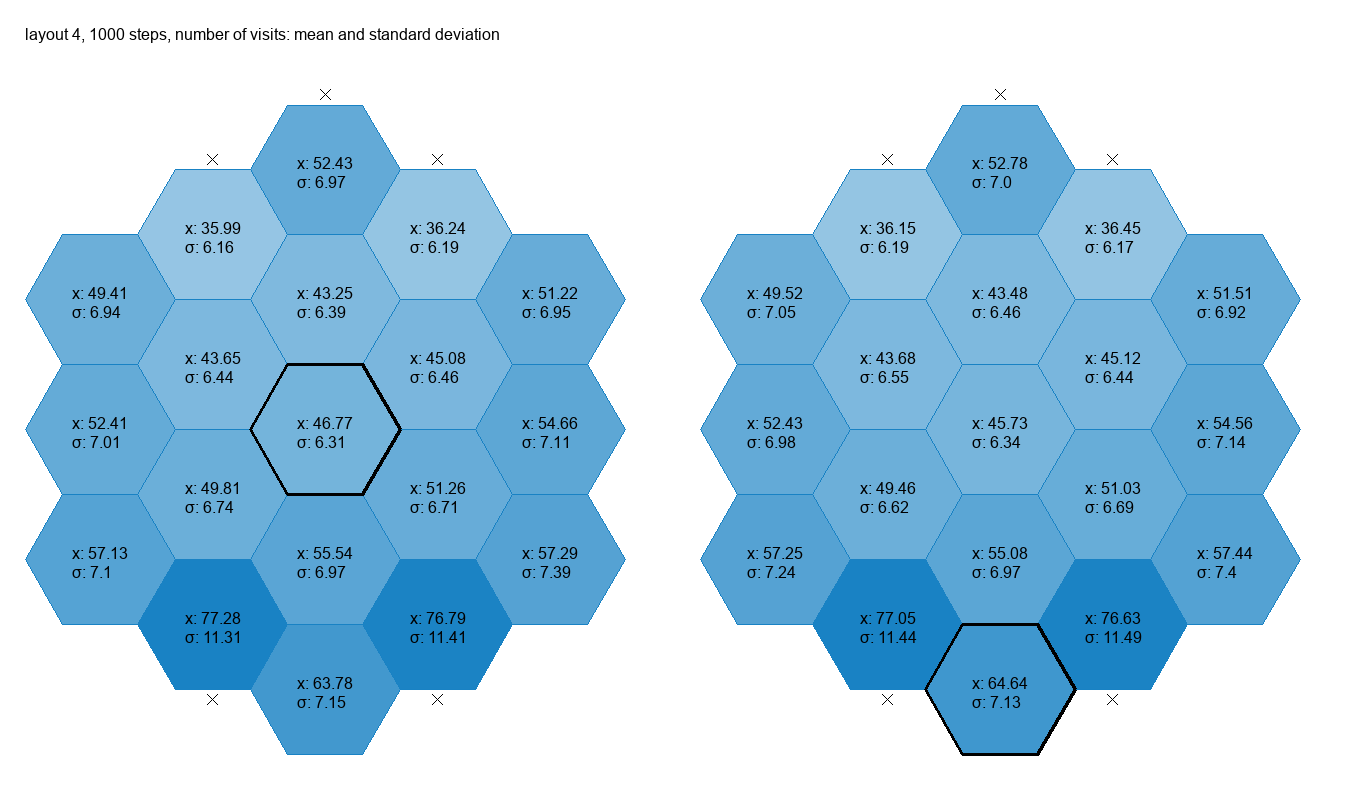 layout 4, 1000 steps, number of visits: mean and standard deviation
x: 52.43
σ: 6.97
x: 35.99
σ: 6.16
x: 36.24
σ: 6.19
x: 49.41
σ: 6.94
x: 43.25
σ: 6.39
x: 51.22
σ: 6.95
x: 43.65
σ: 6.44
x: 45.08
σ: 6.46
x: 52.41
σ: 7.01
x: 46.77
σ: 6.31
x: 54.66
σ: 7.11
x: 49.81
σ: 6.74
x: 51.26
σ: 6.71
x: 57.13
σ: 7.1
x: 55.54
σ: 6.97
x: 57.29
σ: 7.39
x: 77.28
σ: 11.31
x: 76.79
σ: 11.41
x: 63.78
σ: 7.15
x: 52.78
σ: 7.0
x: 36.15
σ: 6.19
x: 36.45
σ: 6.17
x: 49.52
σ: 7.05
x: 43.48
σ: 6.46
x: 51.51
σ: 6.92
x: 43.68
σ: 6.55
x: 45.12
σ: 6.44
x: 52.43
σ: 6.98
x: 45.73
σ: 6.34
x: 54.56
σ: 7.14
x: 49.46
σ: 6.62
x: 51.03
σ: 6.69
x: 57.25
σ: 7.24
x: 55.08
σ: 6.97
x: 57.44
σ: 7.4
x: 77.05
σ: 11.44
x: 76.63
σ: 11.49
x: 64.64
σ: 7.13